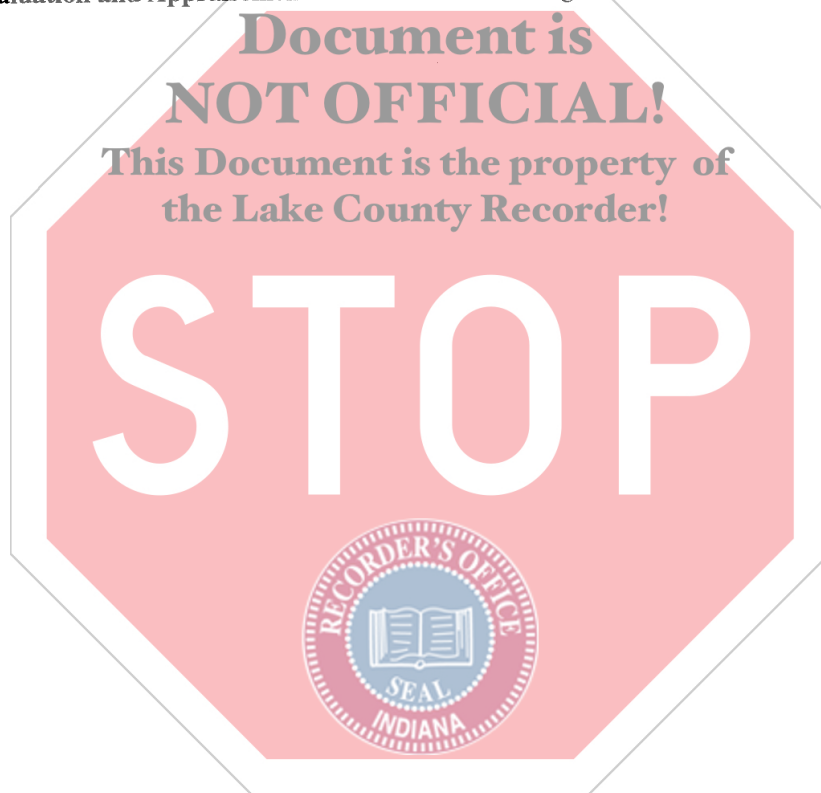 Document is
NOT OFFICIAL!
This Document is the property of
the Lake County Recorder!
STOP
RECORDER'S OFFICE
SEAL
INDIANA